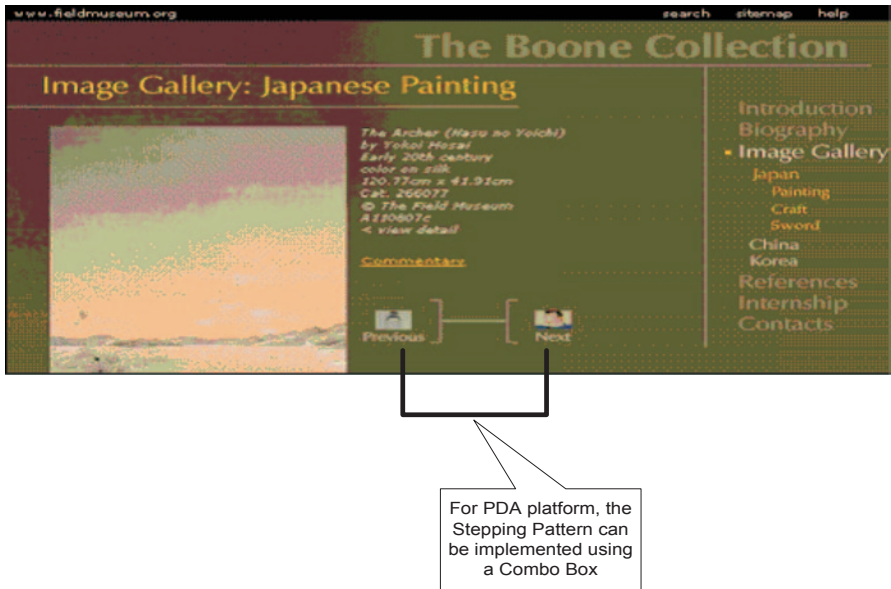 www.fieldmuseum.org search sitemap help
The Boone Collection
Image Gallery: Japanese Painting
The Archer (Nasu no Yoichi)
by Yokoi Hosai
Early 20th century
color on silk
120.77cm x 41.91cm
Cat. 266077
© The Field Museum
A110807c
< view detail
Commentary
Previous Next
Introduction
Biography
Image Gallery
Japan
Painting
Craft
Sword
China
Korea
References
Internship
Contacts
For PDA platform, the
Stepping Pattern can
be implemented using
a Combo Box